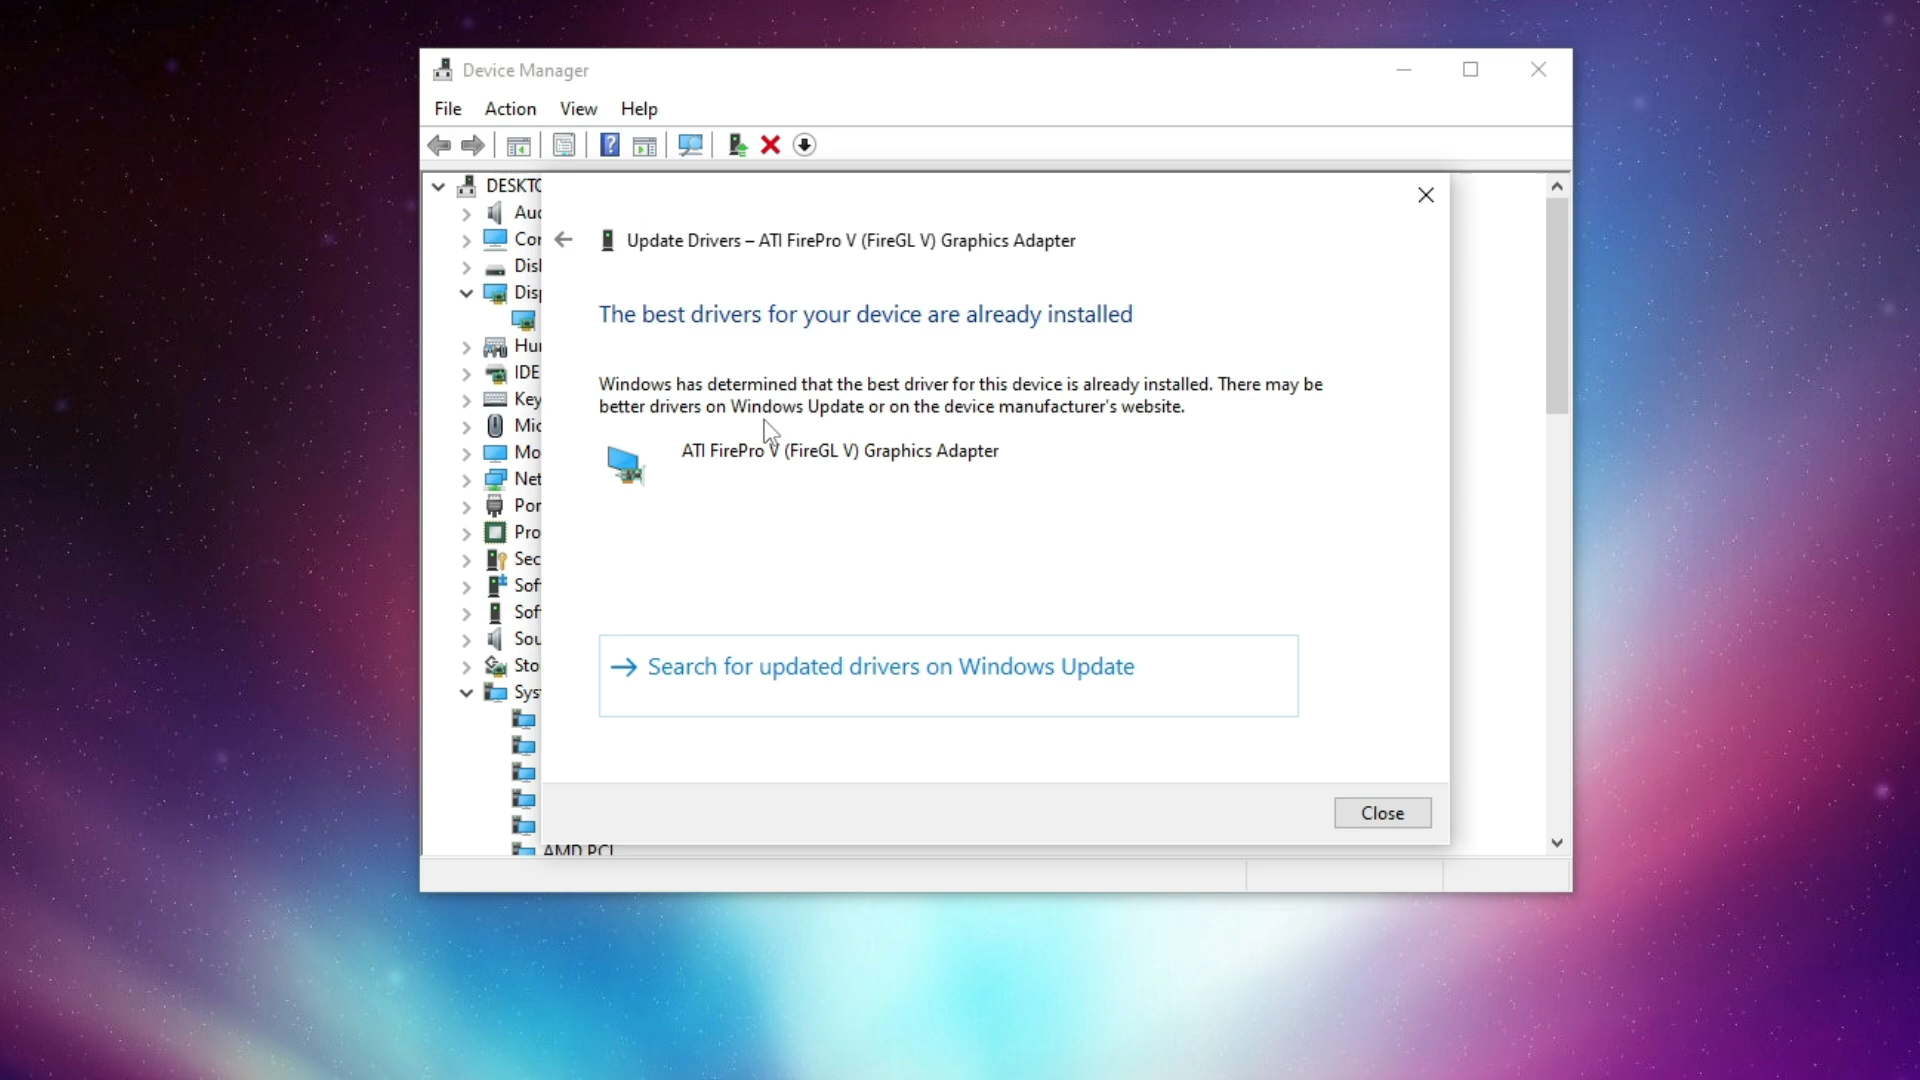 Device Manager
File Action View Help
DESKTO
Aud
Cor
Disl
Disp
Hur
IDE
Key
Mic
Mo
Net
Por
Pro
Sec
Sof
Sof
Sou
Sto
Syst
AMD PCI
Update Drivers – ATI FirePro V (FireGL V) Graphics Adapter
The best drivers for your device are already installed
Windows has determined that the best driver for this device is already installed. There may be
better drivers on Windows Update or on the device manufacturer's website.
ATI FirePro V (FireGL V) Graphics Adapter
Search for updated drivers on Windows Update
Close